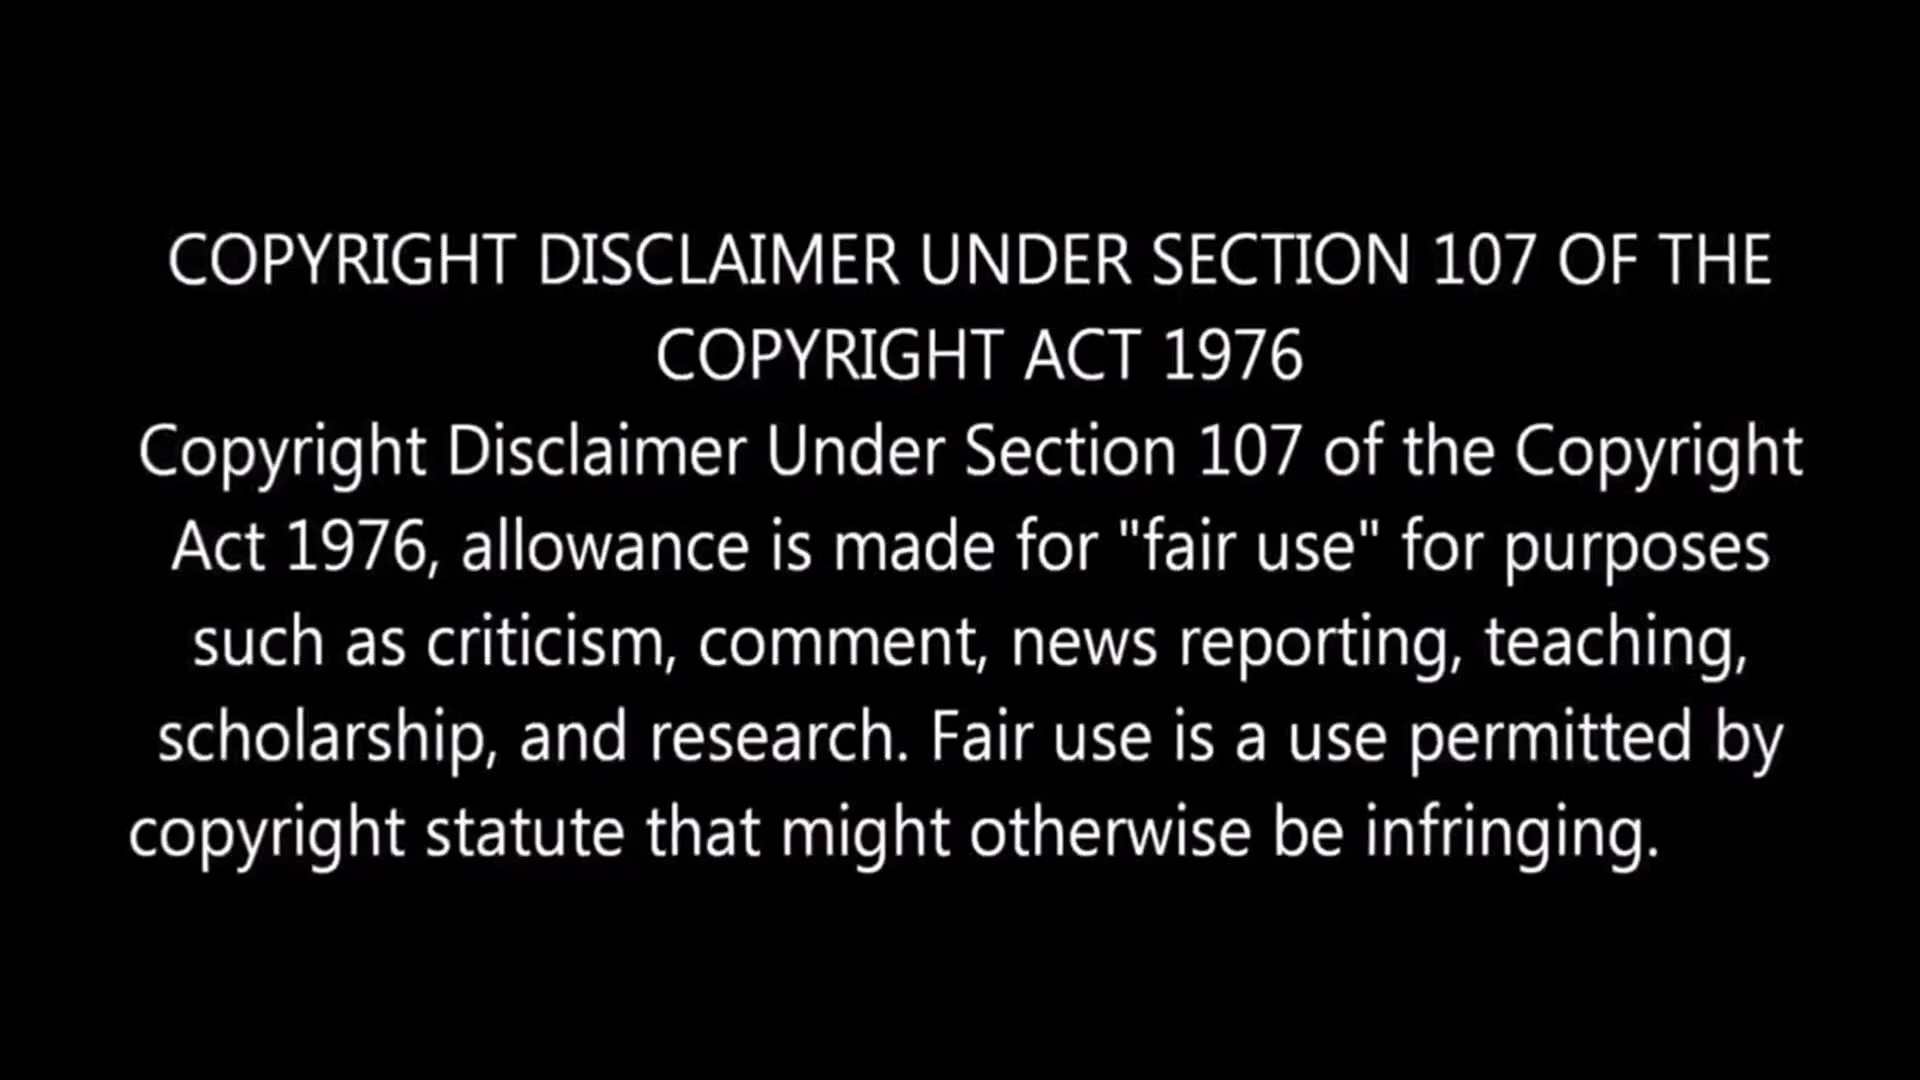 COPYRIGHT DISCLAIMER UNDER SECTION 107 OF THE
COPYRIGHT ACT 1976
Copyright Disclaimer Under Section 107 of the Copyright
Act 1976, allowance is made for "fair use" for purposes
such as criticism, comment, news reporting, teaching,
scholarship, and research. Fair use is a use permitted by
copyright statute that might otherwise be infringing.